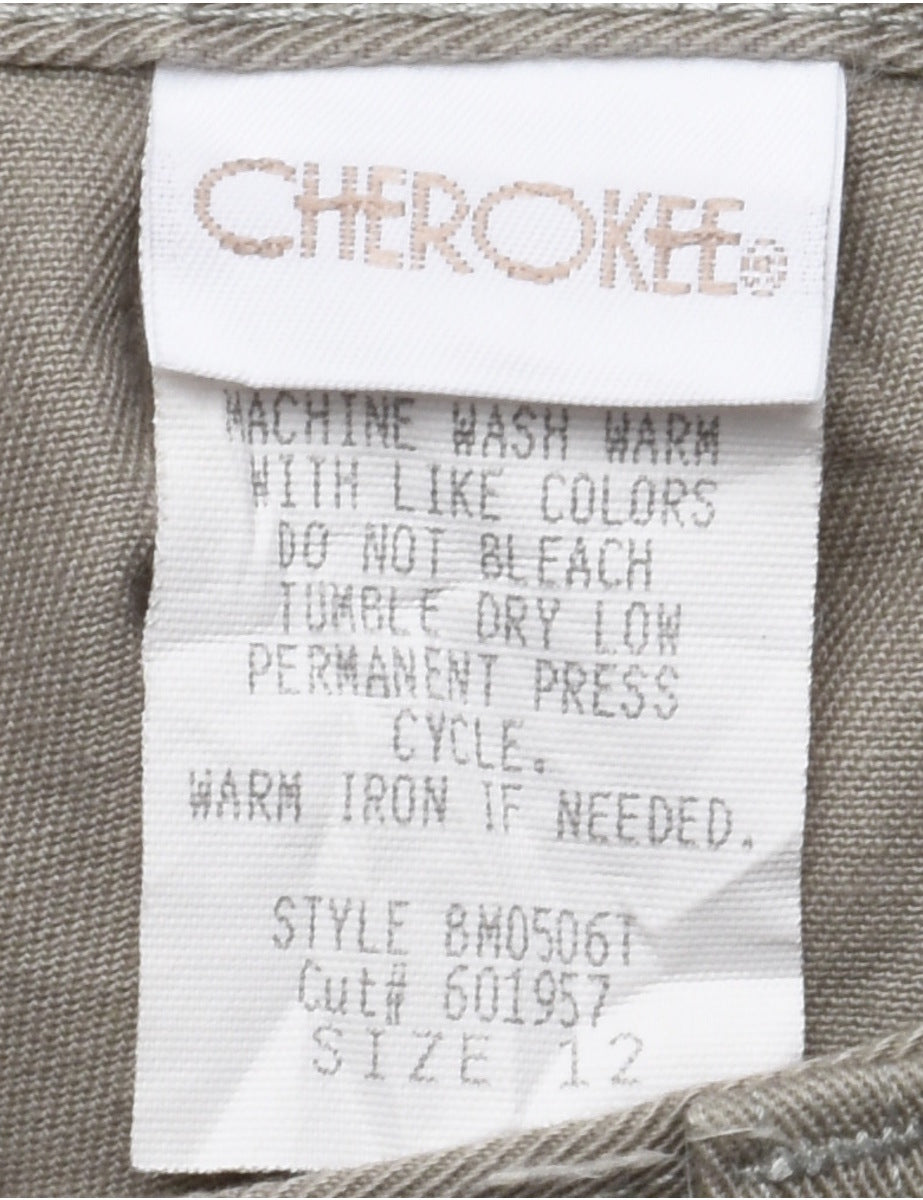 CHEROKEE®
MACHINE WASH WARM
WITH LIKE COLORS
DO NOT BLEACH
TUMBLE DRY LOW
PERMANENT PRESS
CYCLE.
WARM IRON IF NEEDED.
STYLE 8M0506T
Cut# 601957
SIZE 12